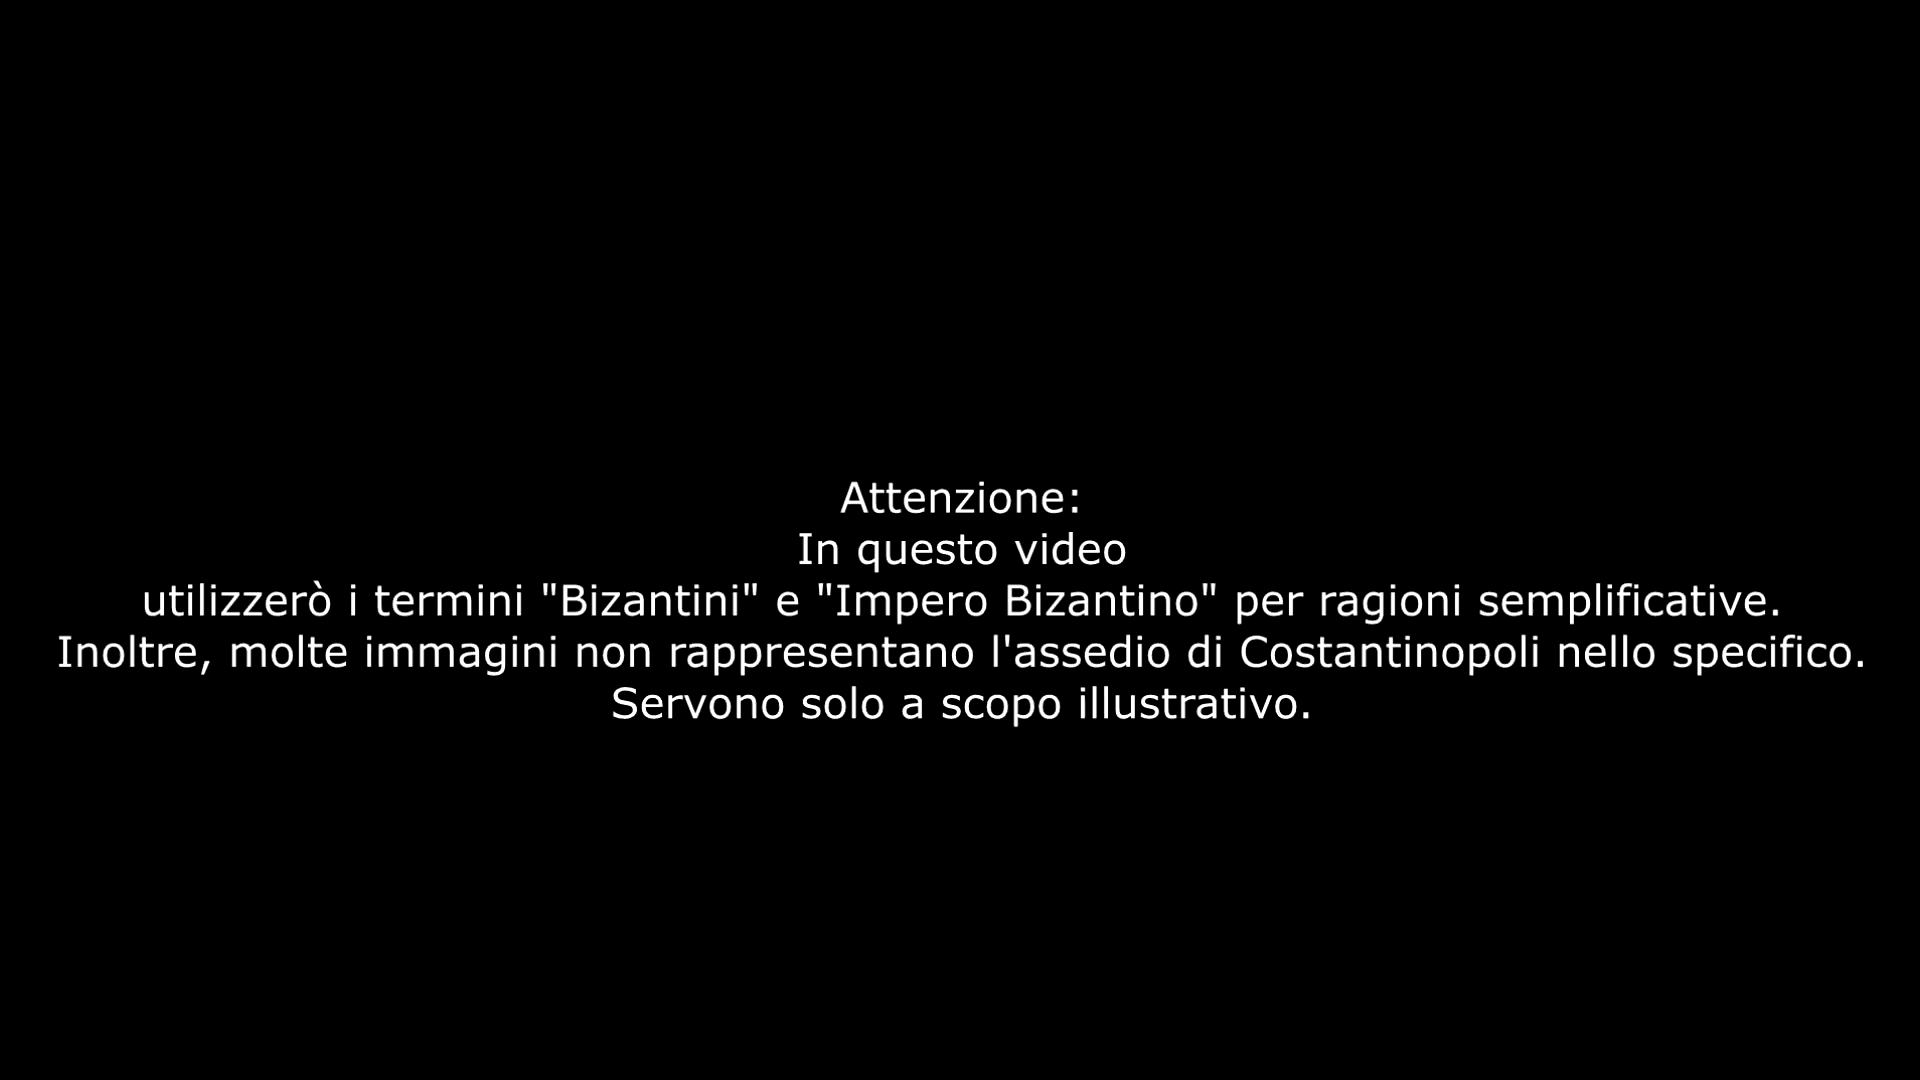 Attenzione:
In questo video
utilizzerò i termini "Bizantini" e "Impero Bizantino" per ragioni semplificative.
Inoltre, molte immagini non rappresentano l'assedio di Costantinopoli nello specifico.
Servono solo a scopo illustrativo.